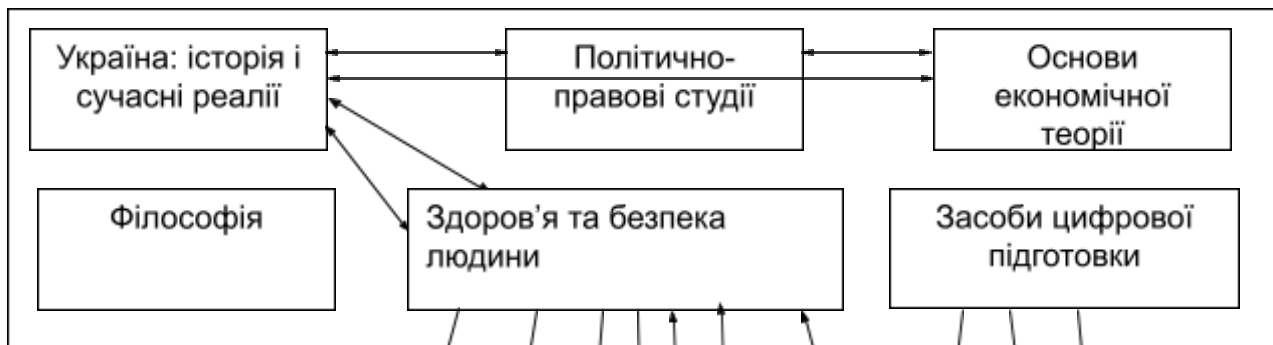 Україна: історія і
сучасні реалії
Політично-
правові студії
Основи
економічної
теорії
Філософія
Здоров’я та безпека
людини
Засоби цифрової
підготовки